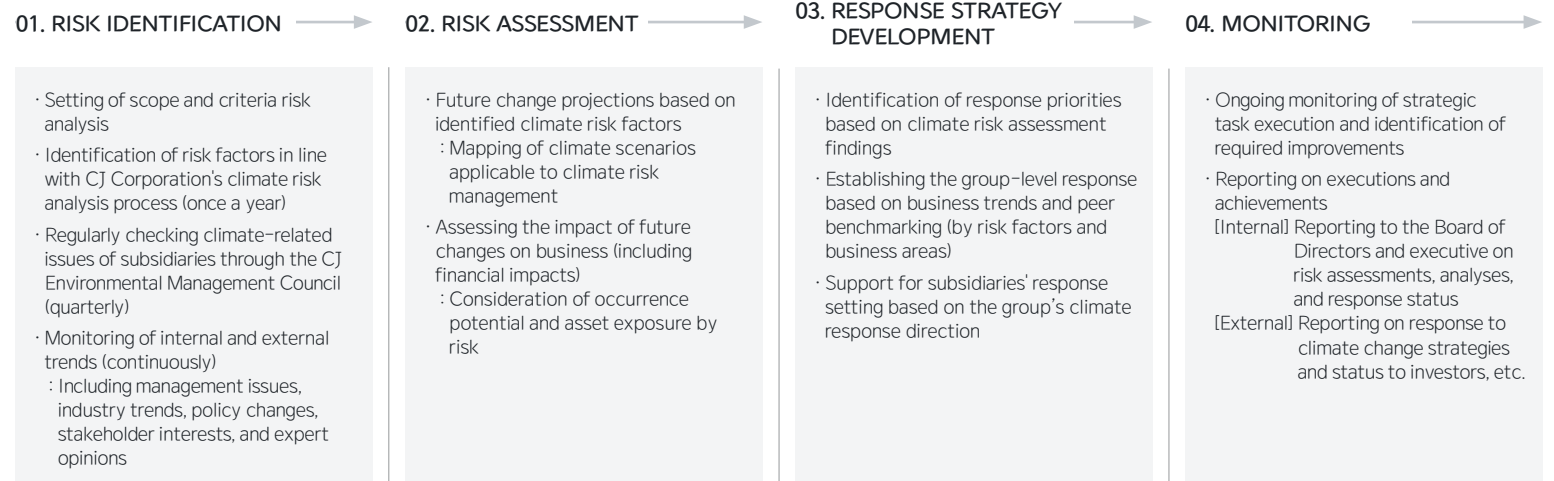 01. RISK IDENTIFICATION
· Setting of scope and criteria risk
analysis
· Identification of risk factors in line
with CJ Corporation's climate risk
analysis process (once a year)
· Regularly checking climate-related
issues of subsidiaries through the CJ
Environmental Management Council
(quarterly)
· Monitoring of internal and external
trends (continuously)
: Including management issues,
industry trends, policy changes,
stakeholder interests, and expert
opinions
02. RISK ASSESSMENT
· Future change projections based on
identified climate risk factors
: Mapping of climate scenarios
applicable to climate risk
management
· Assessing the impact of future
changes on business (including
financial impacts)
: Consideration of occurrence
potential and asset exposure by
risk
03. RESPONSE STRATEGY
DEVELOPMENT
· Identification of response priorities
based on climate risk assessment
findings
· Establishing the group-level response
based on business trends and peer
benchmarking (by risk factors and
business areas)
· Support for subsidiaries' response
setting based on the group's climate
response direction
04. MONITORING
· Ongoing monitoring of strategic
task execution and identification of
required improvements
· Reporting on executions and
achievements
[Internal] Reporting to the Board of
Directors and executive on
risk assessments, analyses,
and response status
[External] Reporting on response to
climate change strategies
and status to investors, etc.